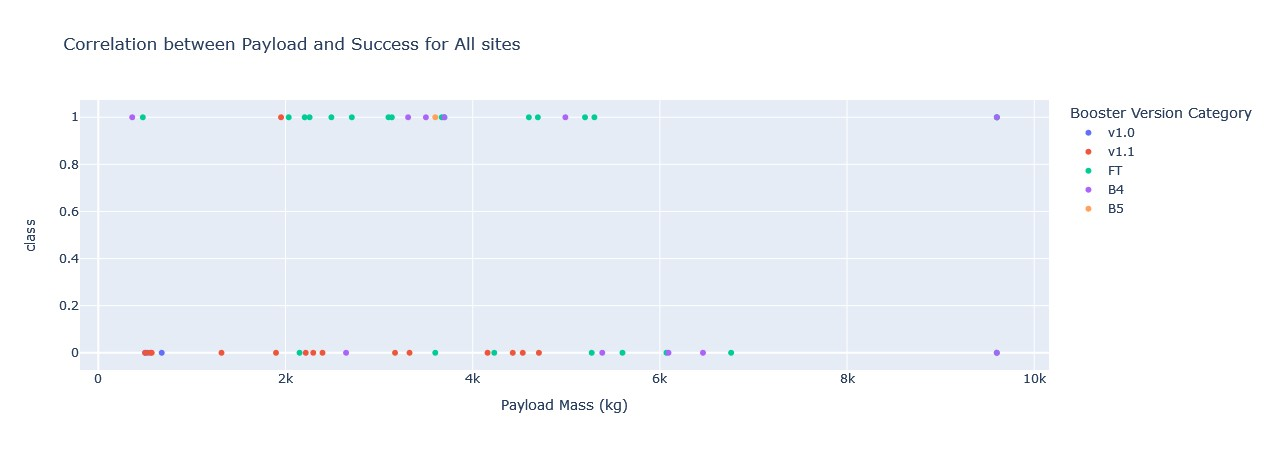 Correlation between Payload and Success for All sites
Booster Version Category
v1.0
v1.1
FT
B4
B5
class
1
0.8
0.6
0.4
0.2
0
0 2k 4k 6k 8k 10k
Payload Mass (kg)